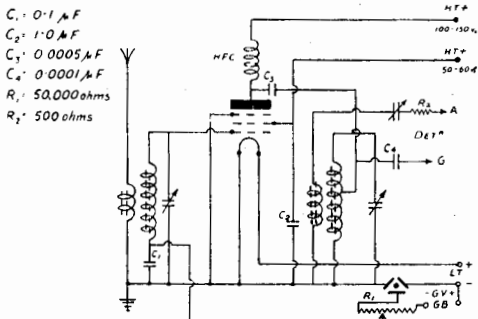 C₁ = 0·1 μF
C₂ = 1·0 μF
C₃ = 0·0005 μF
C₄ = 0·0001 μF
R₁ = 50,000 ohms
R₂ = 500 ohms
HT+
100-150v
HFC
HT+
50-60v
C₃
R₂
A
DETⁿ
C₄
G
C₂
C₁
+
LT
-
-GV+
GB
R₁